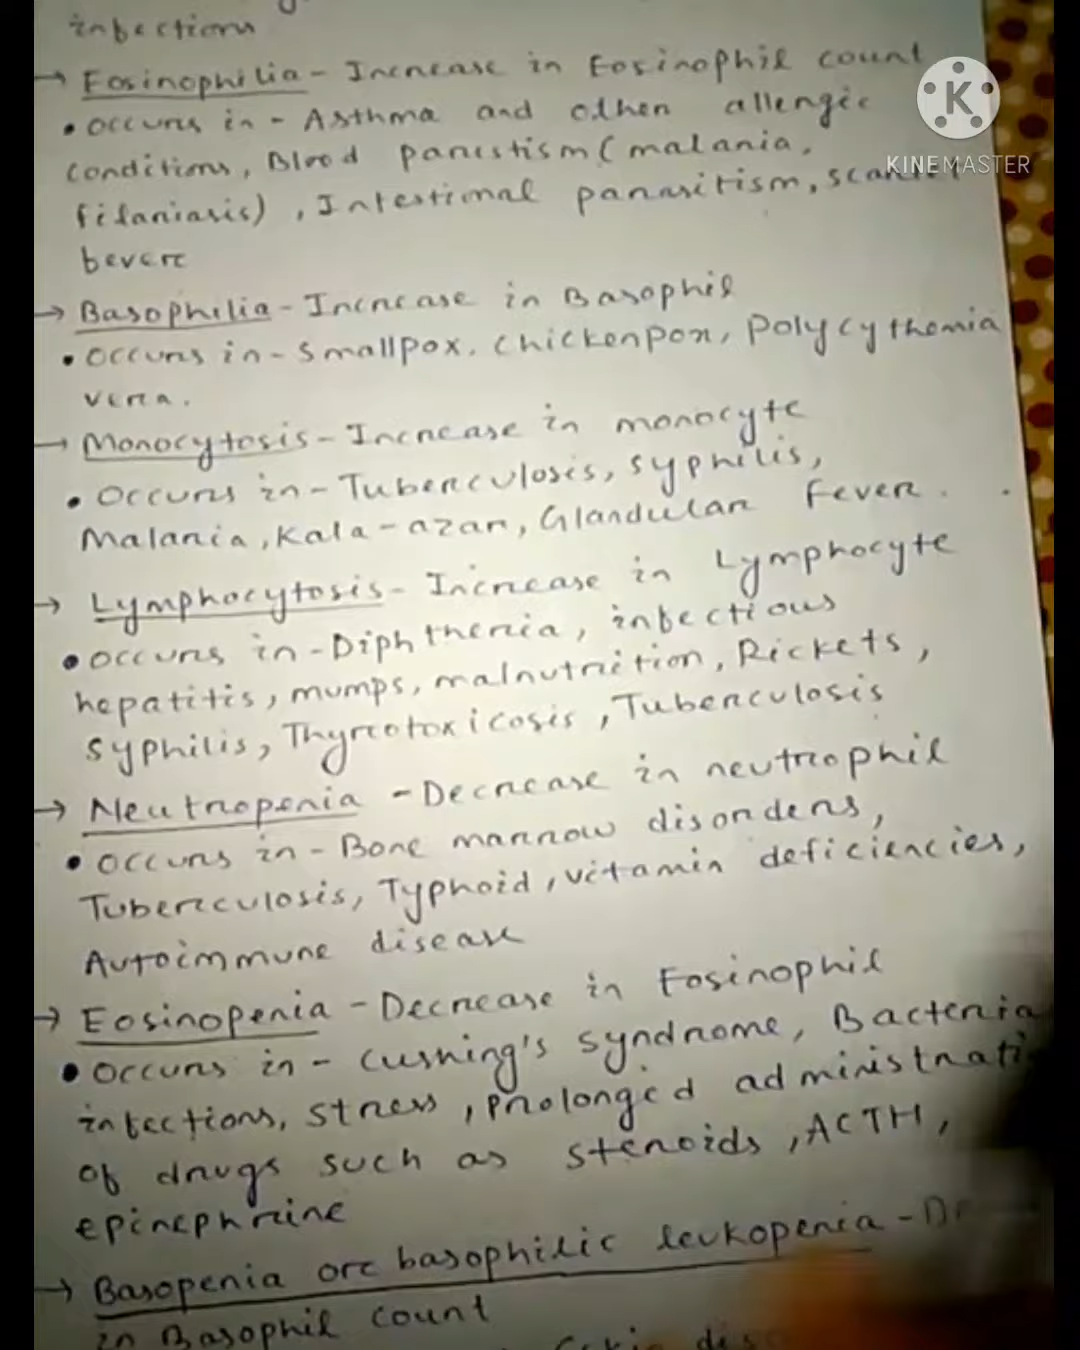 infections
→ Eosinophilia - Increase in Eosinophil count
• occurs in - Asthma and other allergic
conditions, Blood parasitism (malaria,
filariasis), Intestinal parasitism, scarlet
fever
→ Basophilia - Increase in Basophil
• occurs in - smallpox, chickenpox, polycythemia
vera.
→ Monocytosis - Increase in monocyte
• occurs in - Tuberculosis, syphilis,
Malaria, Kala-azar, Glandular Fever.
→ Lymphocytosis - Increase in Lymphocyte
• occurs in - Diphtheria, infectious
hepatitis, mumps, malnutrition, Rickets,
syphilis, Thyrotoxicosis, Tuberculosis
→ Neutropenia - Decrease in neutrophil
• occurs in - Bone marrow disorders,
Tuberculosis, Typhoid, vitamin deficiencies,
Autoimmune disease
→ Eosinopenia - Decrease in Eosinophil
• occurs in - cushing's syndrome, Bacteria
infections, stress, prolonged administrati
of drugs such as steroids, ACTH,
epinephrine
→ Basopenia or basophilic leukopenia -
in Basophil count
K
KINEMASTER